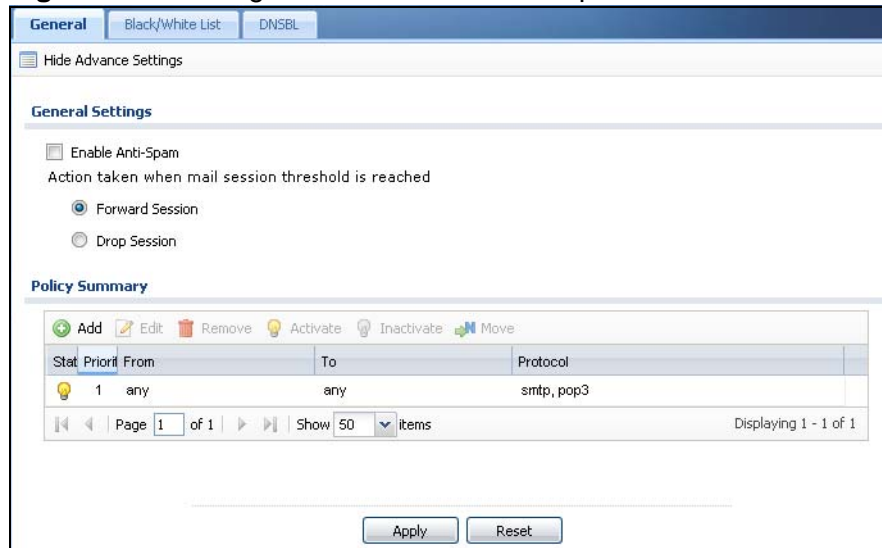 General Black/White List DNSBL
Hide Advance Settings
General Settings
Enable Anti-Spam
Action taken when mail session threshold is reached
Forward Session
Drop Session
Policy Summary
Add Edit Remove Activate Inactivate Move
Stat Priorit From To Protocol
1 any any smtp, pop3
Page 1 of 1 Show 50 items Displaying 1 - 1 of 1
Apply Reset